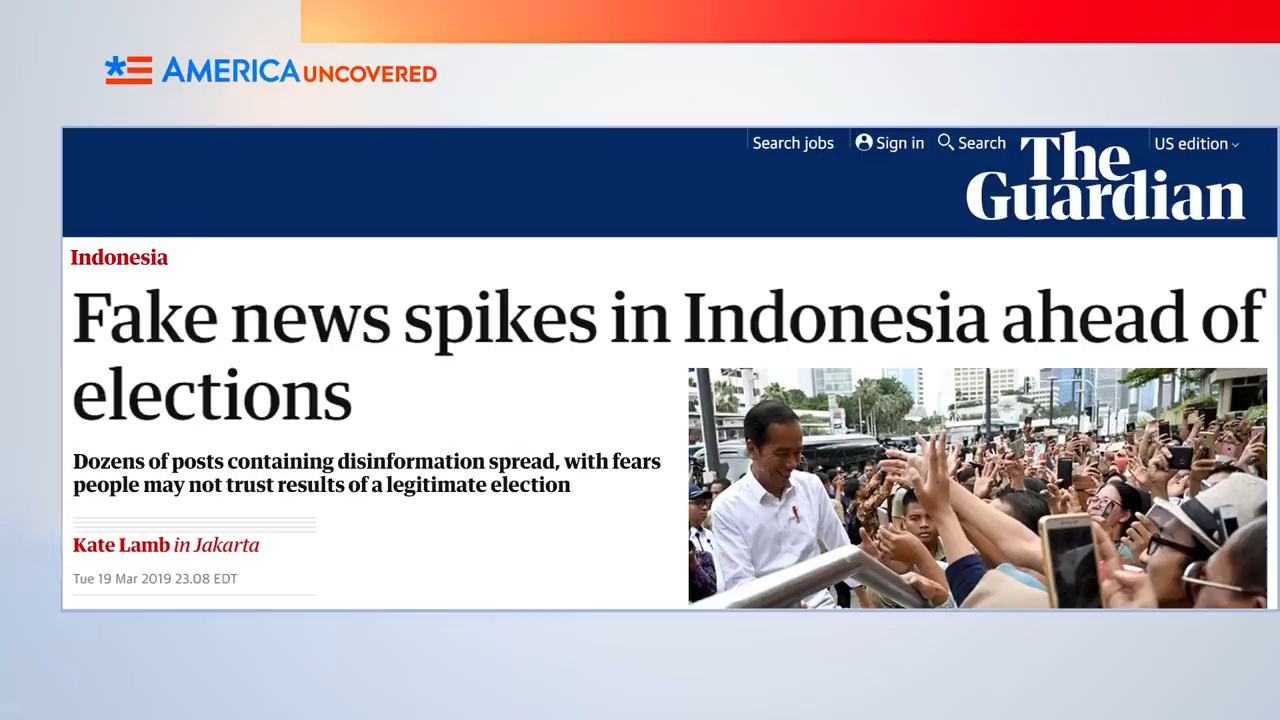 AMERICA UNCOVERED
Search jobs
Sign in
Search
US edition
The
Guardian
Indonesia
Fake news spikes in Indonesia ahead of
elections
Dozens of posts containing disinformation spread, with fears
people may not trust results of a legitimate election
Kate Lamb in Jakarta
Tue 19 Mar 2019 23.08 EDT